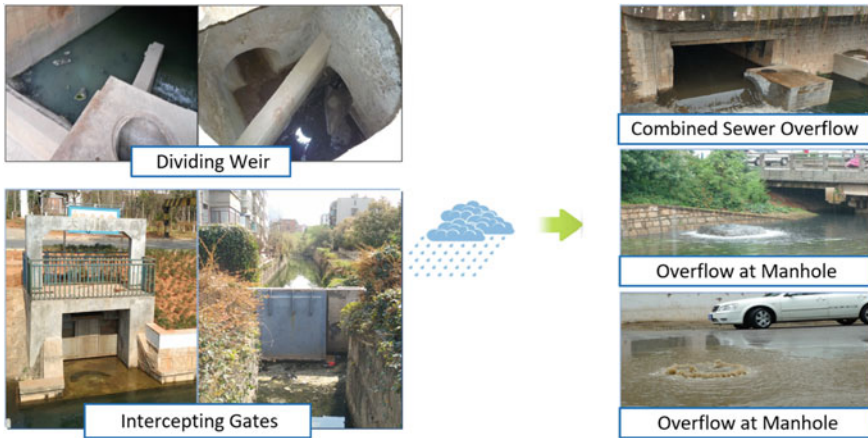 Dividing Weir
Intercepting Gates
Combined Sewer Overflow
Overflow at Manhole
Overflow at Manhole